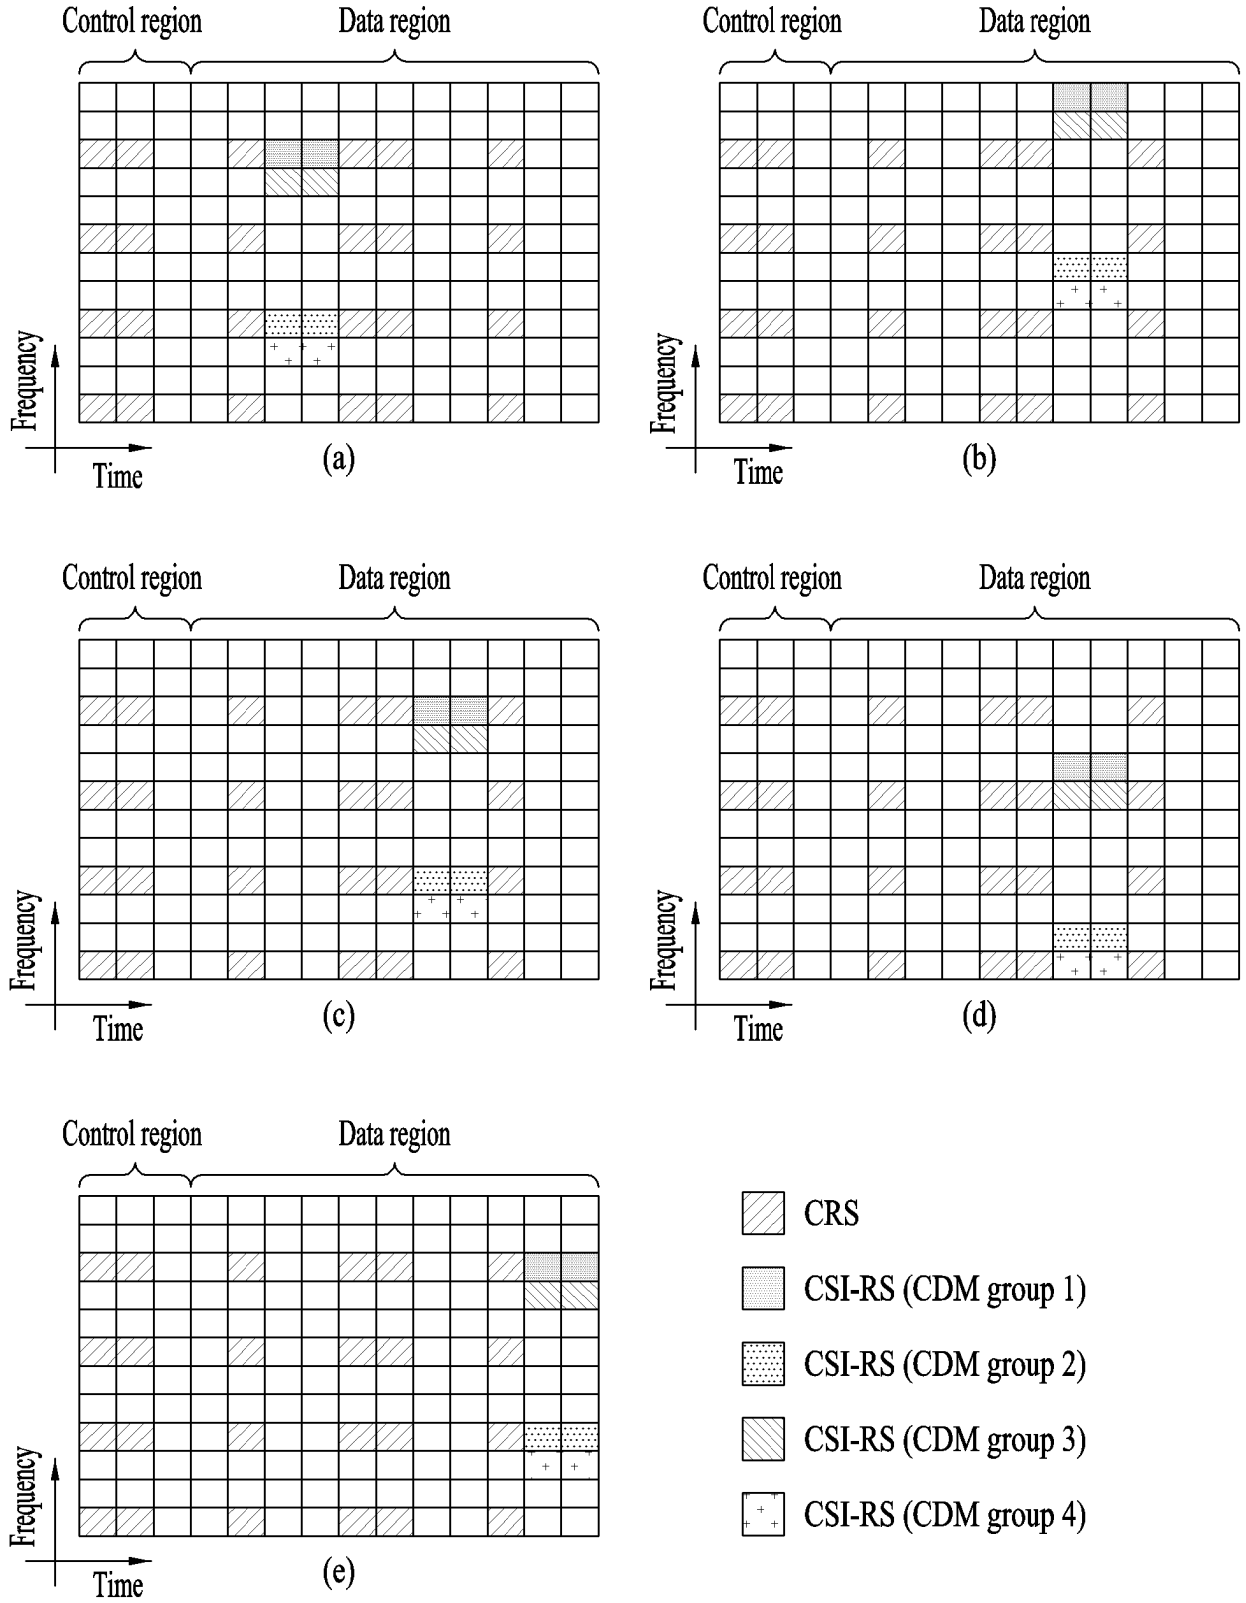 Control region
Data region
Frequency
Time
(a)
Control region
Data region
Frequency
Time
(b)
Control region
Data region
Frequency
Time
(c)
Control region
Data region
Frequency
Time
(d)
Control region
Data region
Frequency
Time
(e)
CRS
CSI-RS (CDM group 1)
CSI-RS (CDM group 2)
CSI-RS (CDM group 3)
CSI-RS (CDM group 4)